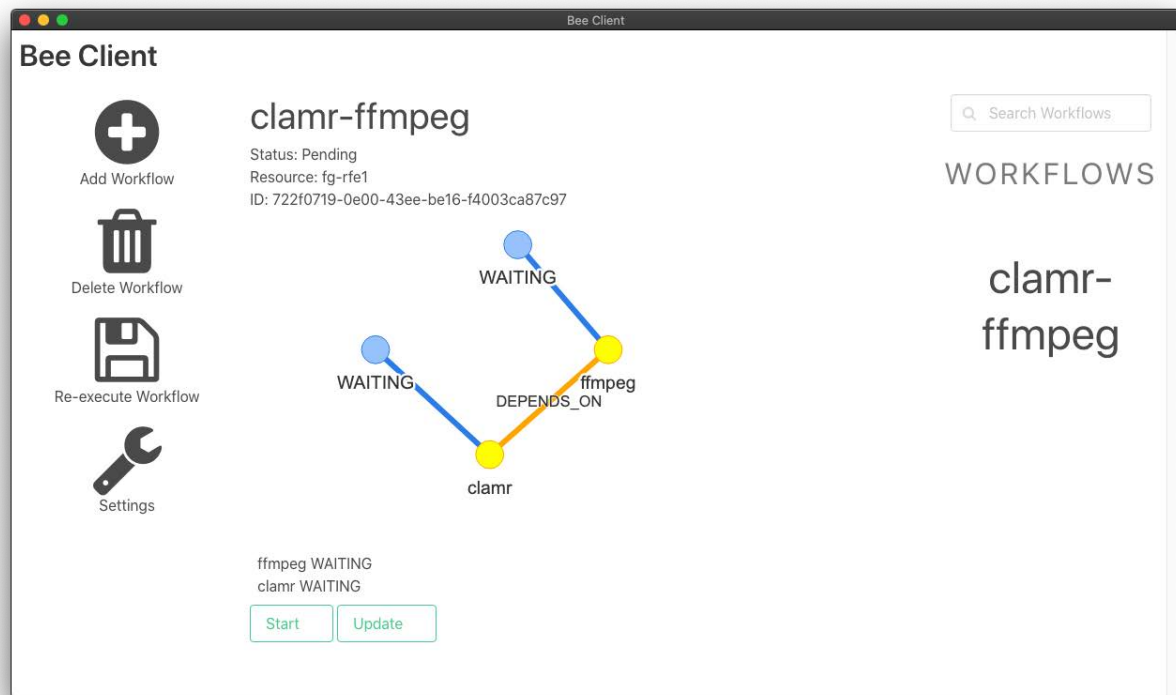 Bee Client
Bee Client
Add Workflow
Delete Workflow
Re-execute Workflow
Settings
clamr-ffmpeg
Status: Pending
Resource: fg-rfe1
ID: 722f0719-0e00-43ee-be16-f4003ca87c97
WAITING
WAITING
ffmpeg
DEPENDS_ON
clamr
ffmpeg WAITING
clamr WAITING
Start Update
Search Workflows
WORKFLOWS
clamr-
ffmpeg